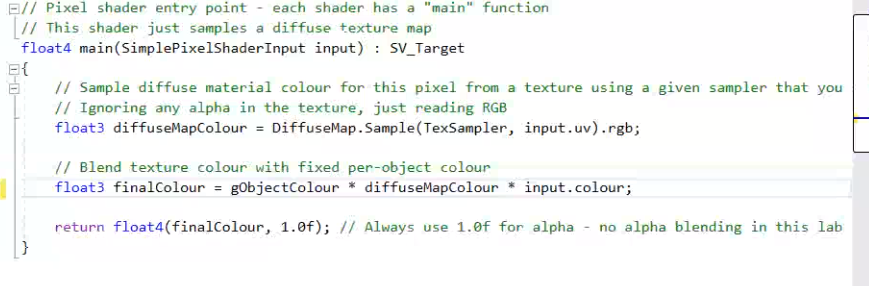 // Pixel shader entry point - each shader has a "main" function
// This shader just samples a diffuse texture map
float4 main(SimplePixelShaderInput input) : SV_Target
{
// Sample diffuse material colour for this pixel from a texture using a given sampler that you
// Ignoring any alpha in the texture, just reading RGB
float3 diffuseMapColour = DiffuseMap.Sample(TexSampler, input.uv).rgb;
// Blend texture colour with fixed per-object colour
float3 finalColour = gObjectColour * diffuseMapColour * input.colour;
return float4(finalColour, 1.0f); // Always use 1.0f for alpha - no alpha blending in this lab
}